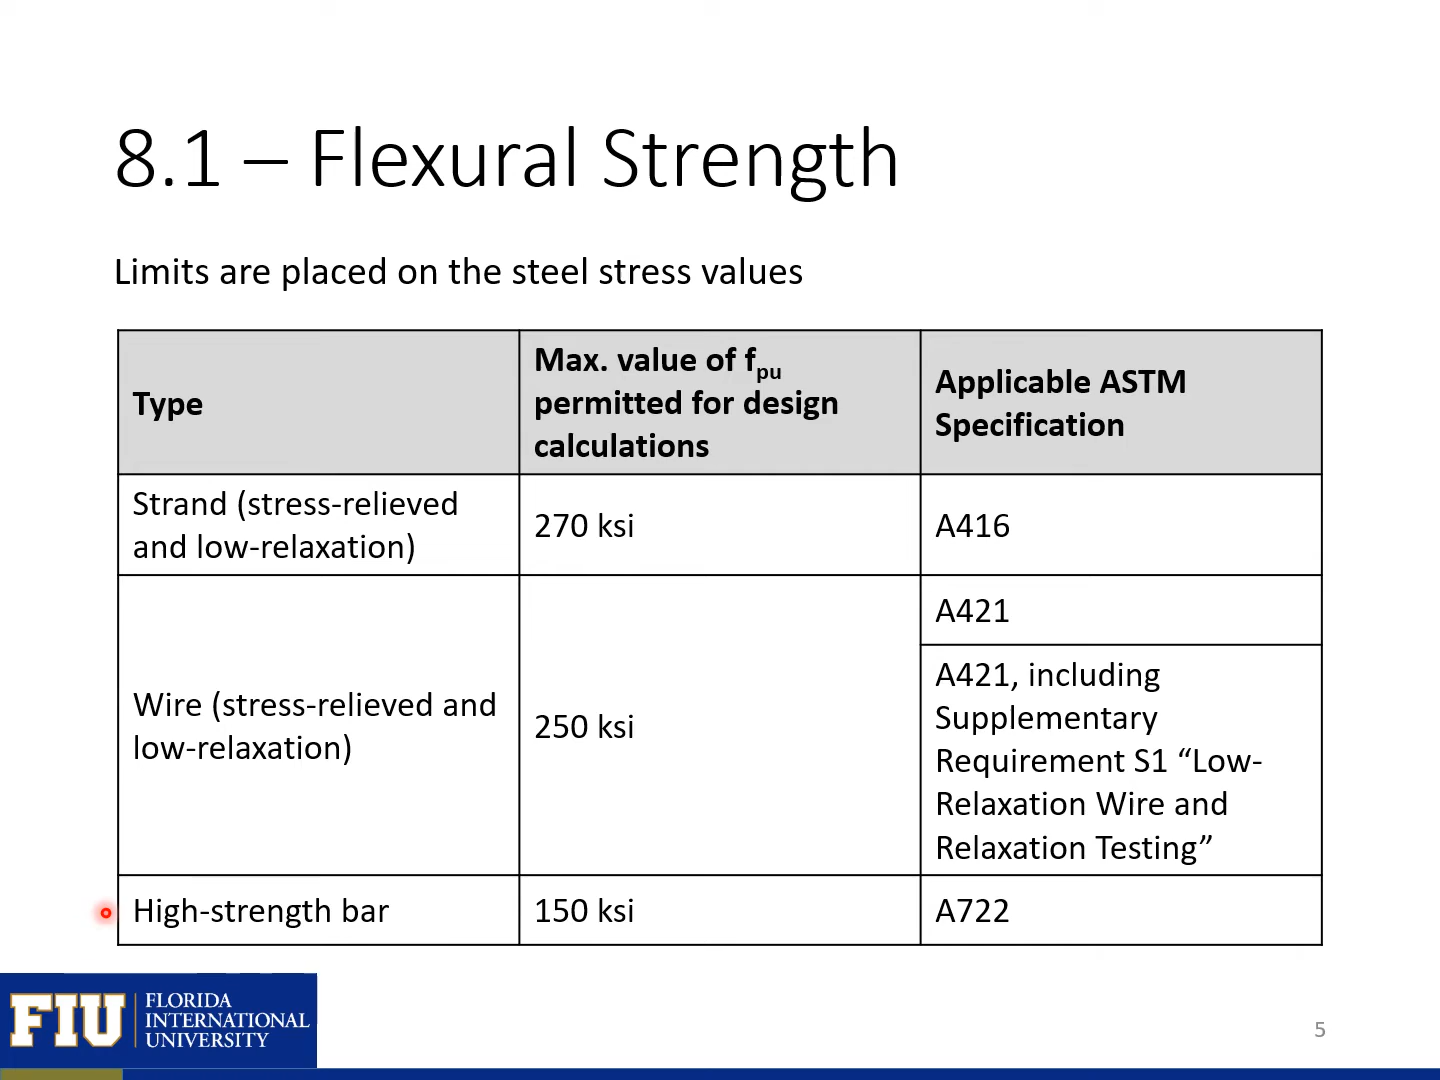 8.1 – Flexural Strength
Limits are placed on the steel stress values
Type
Max. value of fpu
permitted for design
calculations
Applicable ASTM
Specification
Strand (stress-relieved
and low-relaxation)
270 ksi
A416
Wire (stress-relieved and
low-relaxation)
250 ksi
A421
A421, including
Supplementary
Requirement S1 “Low-
Relaxation Wire and
Relaxation Testing”
High-strength bar
150 ksi
A722
FIU
FLORIDA
INTERNATIONAL
UNIVERSITY
5